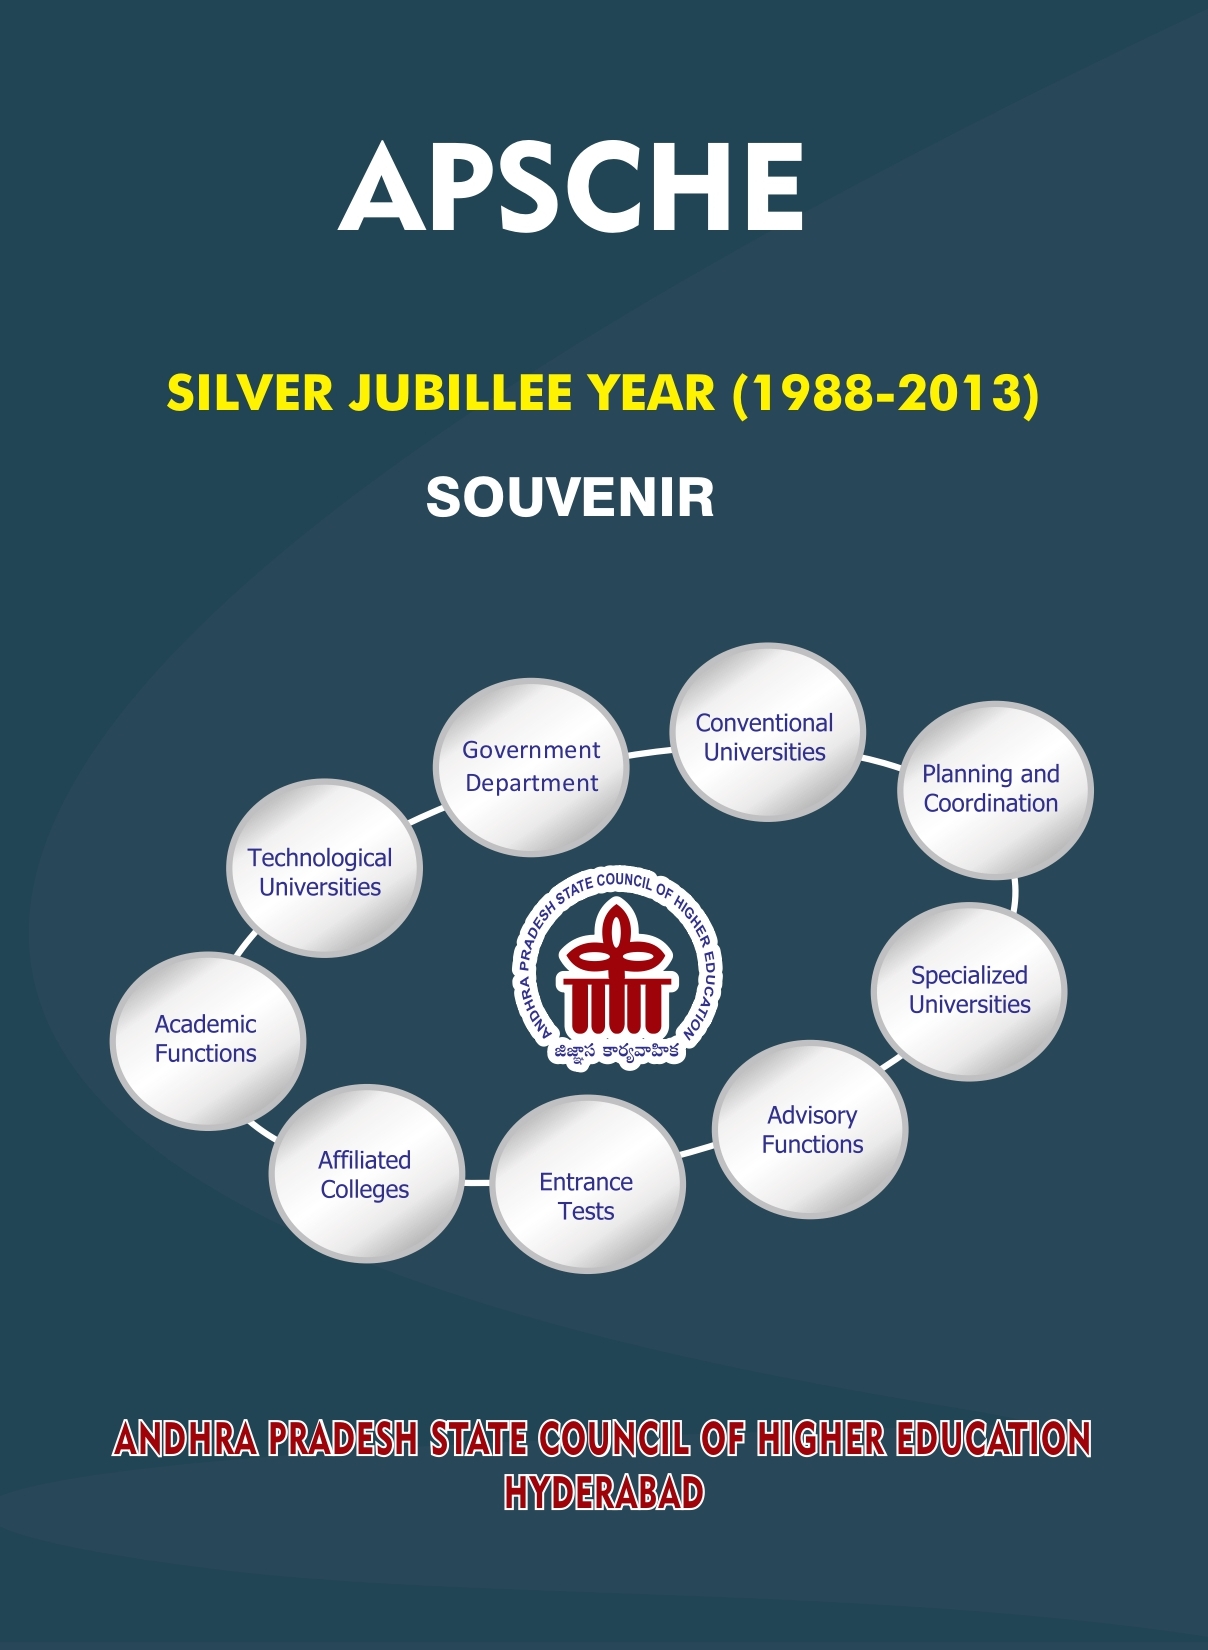 APSCHE
SILVER JUBILLEE YEAR (1988-2013)
SOUVENIR
Conventional
Universities
Government
Department
Planning and
Coordination
Technological
Universities
ANDHRA PRADESH STATE COUNCIL OF HIGHER EDUCATION
జిజ్ఞాస కార్యవాహిక
Specialized
Universities
Academic
Functions
Advisory
Functions
Affiliated
Colleges
Entrance
Tests
ANDHRA PRADESH STATE COUNCIL OF HIGHER EDUCATION
HYDERABAD